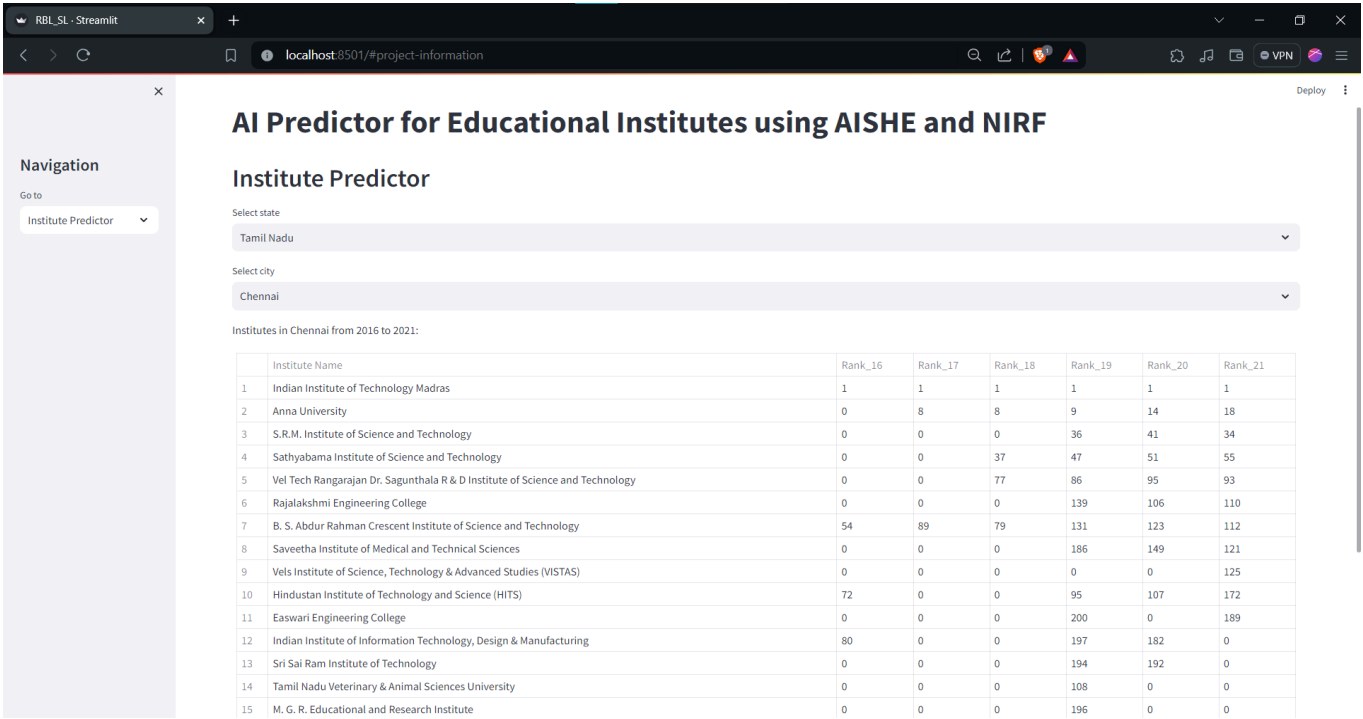 RBL_SL · Streamlit
localhost:8501/#project-information
1
VPN
Deploy
AI Predictor for Educational Institutes using AISHE and NIRF
Navigation
Go to
Institute Predictor
Institute Predictor
Select state
Tamil Nadu
Select city
Chennai
Institutes in Chennai from 2016 to 2021:
Institute Name Rank_16 Rank_17 Rank_18 Rank_19 Rank_20 Rank_21
1 Indian Institute of Technology Madras 1 1 1 1 1 1
2 Anna University 0 8 8 9 14 18
3 S.R.M. Institute of Science and Technology 0 0 0 36 41 34
4 Sathyabama Institute of Science and Technology 0 0 37 47 51 55
5 Vel Tech Rangarajan Dr. Sagunthala R & D Institute of Science and Technology 0 0 77 86 95 93
6 Rajalakshmi Engineering College 0 0 0 139 106 110
7 B. S. Abdur Rahman Crescent Institute of Science and Technology 54 89 79 131 123 112
8 Saveetha Institute of Medical and Technical Sciences 0 0 0 186 149 121
9 Vels Institute of Science, Technology & Advanced Studies (VISTAS) 0 0 0 0 0 125
10 Hindustan Institute of Technology and Science (HITS) 72 0 0 95 107 172
11 Easwari Engineering College 0 0 0 200 0 189
12 Indian Institute of Information Technology, Design & Manufacturing 80 0 0 197 182 0
13 Sri Sai Ram Institute of Technology 0 0 0 194 192 0
14 Tamil Nadu Veterinary & Animal Sciences University 0 0 0 108 0 0
15 M. G. R. Educational and Research Institute 0 0 0 196 0 0